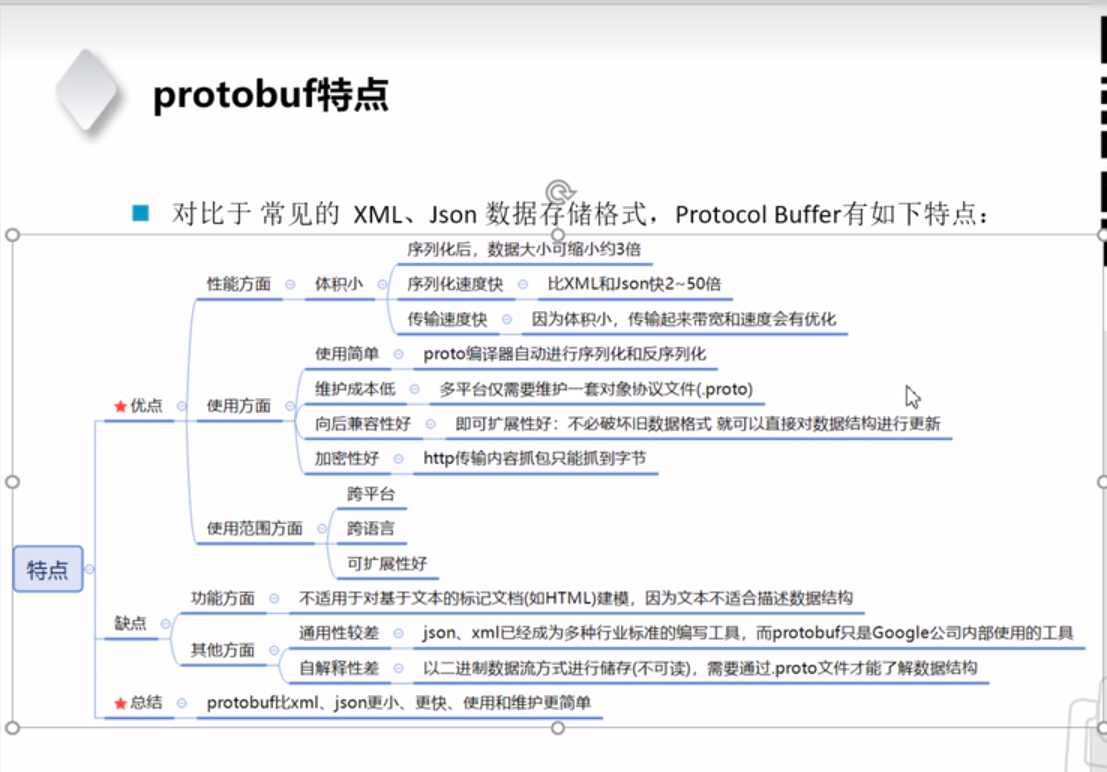 protobuf特点
对比于 常见的 XML、Json 数据存储格式，Protocol Buffer有如下特点：
序列化后，数据大小可缩小约3倍
性能方面 体积小 序列化速度快 比XML和Json快2~50倍
传输速度快 因为体积小，传输起来带宽和速度会有优化
使用简单 proto编译器自动进行序列化和反序列化
维护成本低 多平台仅需要维护一套对象协议文件(.proto)
优点 使用方面
向后兼容性好 即可扩展性好：不必破坏旧数据格式 就可以直接对数据结构进行更新
加密性好 http传输内容抓包只能抓到字节
跨平台
使用范围方面 跨语言
可扩展性好
特点
功能方面 不适用于对基于文本的标记文档(如HTML)建模，因为文本不适合描述数据结构
缺点
通用性较差 json、xml已经成为多种行业标准的编写工具，而protobuf只是Google公司内部使用的工具
其他方面
自解释性差 以二进制数据流方式进行储存(不可读)，需要通过.proto文件才能了解数据结构
总结 protobuf比xml、json更小、更快、使用和维护更简单